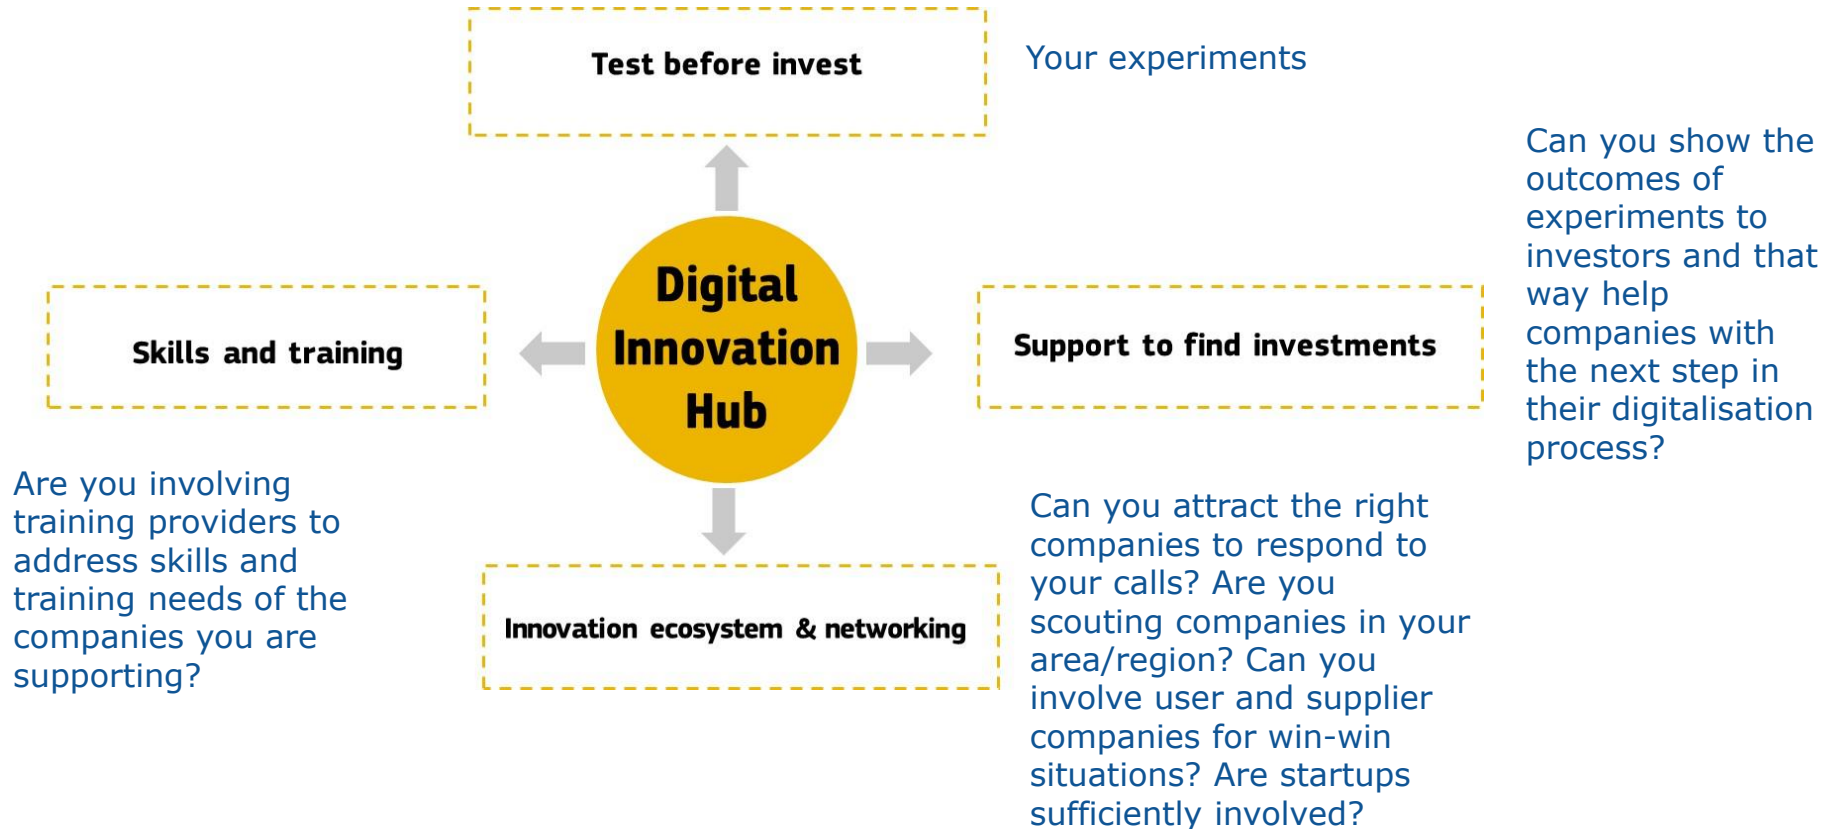 Test before invest
Your experiments
Can you show the
outcomes of
experiments to
investors and that
way help
companies with
the next step in
their digitalisation
process?
Digital
Innovation
Hub
Skills and training
Support to find investments
Are you involving
training providers to
address skills and
training needs of the
companies you are
supporting?
Innovation ecosystem & networking
Can you attract the right
companies to respond to
your calls? Are you
scouting companies in your
area/region? Can you
involve user and supplier
companies for win-win
situations? Are startups
sufficiently involved?